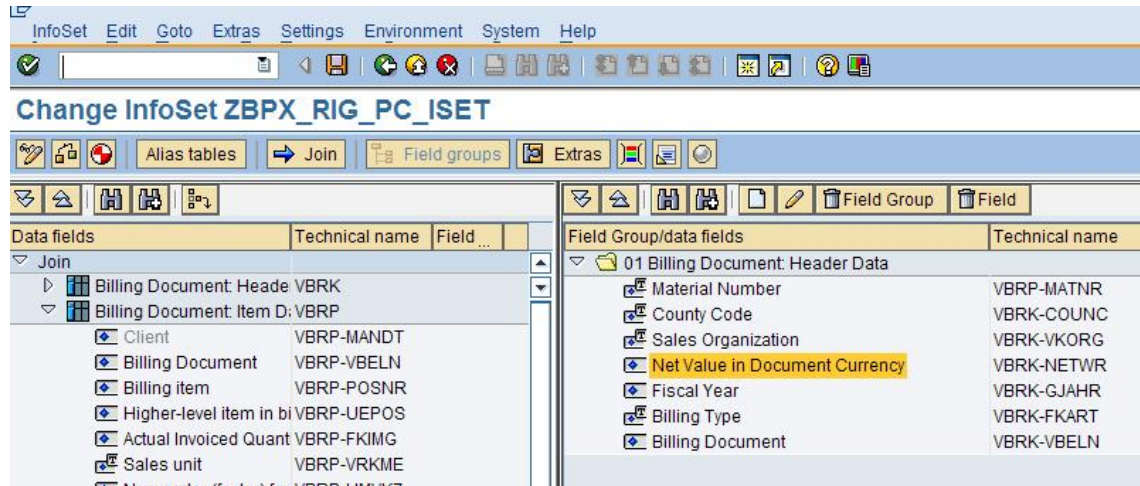 InfoSet Edit Goto Extras Settings Environment System Help
Change InfoSet ZBPX_RIG_PC_ISET
Alias tables Join Field groups Extras
Field Group Field
Data fields Technical name Field ... Field Group/data fields Technical name
Join 01 Billing Document: Header Data
Billing Document: Heade VBRK Material Number VBRP-MATNR
Billing Document: Item D VBRP County Code VBRK-COUNC
Client VBRP-MANDT Sales Organization VBRK-VKORG
Billing Document VBRP-VBELN Net Value in Document Currency VBRK-NETWR
Billing item VBRP-POSNR Fiscal Year VBRK-GJAHR
Higher-level item in bi VBRP-UEPOS Billing Type VBRK-FKART
Actual Invoiced Quant VBRP-FKIMG Billing Document VBRK-VBELN
Sales unit VBRP-VRKME